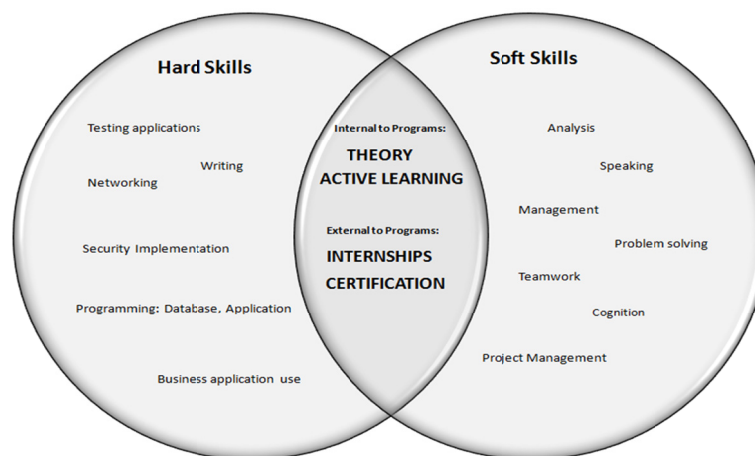 Hard Skills
Testing applications
Writing
Networking
Security Implementation
Programming: Database, Application
Business application use
Internal to Programs:
THEORY
ACTIVE LEARNING
External to Programs:
INTERNSHIPS
CERTIFICATION
Soft Skills
Analysis
Speaking
Management
Problem solving
Teamwork
Cognition
Project Management